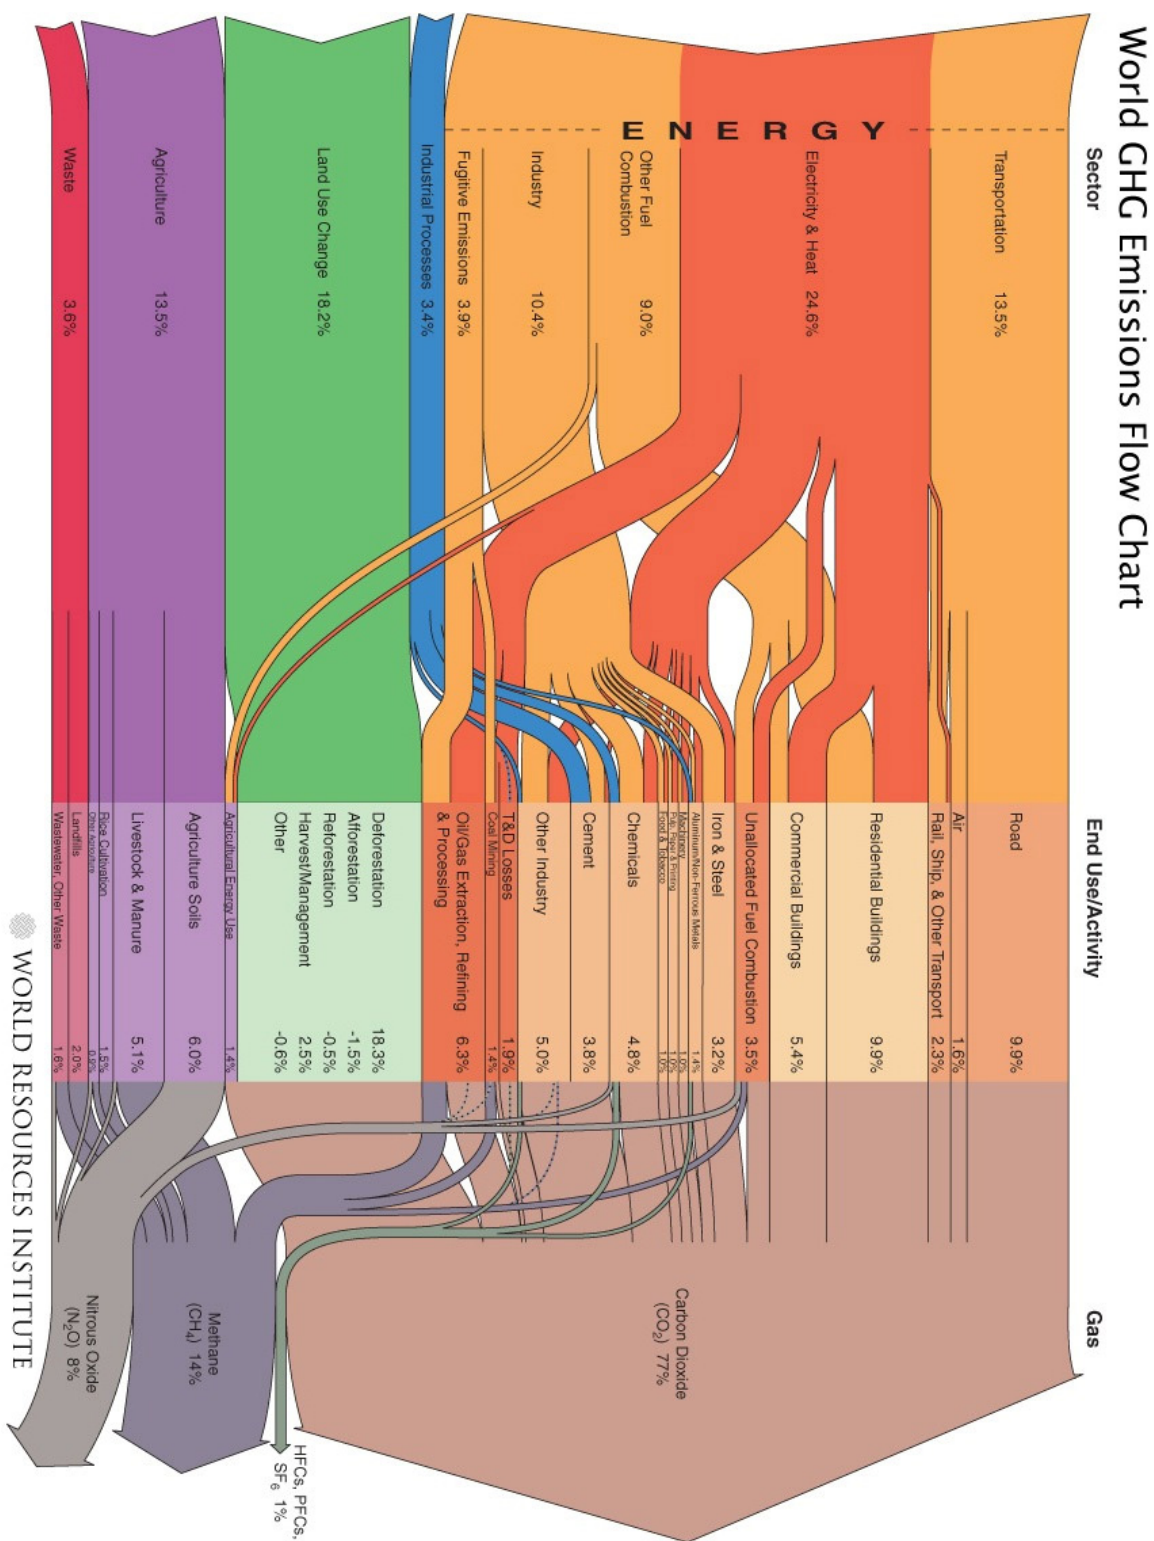 World GHG Emissions Flow Chart
Sector
End Use/Activity
Gas
ENERGY
Transportation 13.5%
Electricity & Heat 24.6%
Other Fuel
Combustion 9.0%
Industry 10.4%
Fugitive Emissions 3.9%
Industrial Processes 3.4%
Land Use Change 18.2%
Agriculture 13.5%
Waste 3.6%
Road 9.9%
Air 1.6%
Rail, Ship, & Other Transport 2.3%
Residential Buildings 9.9%
Commercial Buildings 5.4%
Unallocated Fuel Combustion 3.5%
Iron & Steel 3.2%
Aluminum/Non-Ferrous Metals 1.4%
Machinery 1.0%
Pulp, Paper & Printing 1.0%
Food & Tobacco 1.0%
Chemicals 4.8%
Cement 3.8%
Other Industry 5.0%
T&D Losses 1.9%
Coal Mining 1.4%
Oil/Gas Extraction, Refining
& Processing 6.3%
Deforestation 18.3%
Afforestation -1.5%
Reforestation -0.5%
Harvest/Management 2.5%
Other -0.6%
Agricultural Energy Use 1.4%
Agriculture Soils 6.0%
Livestock & Manure 5.1%
Rice Cultivation 1.5%
Other Agriculture 0.9%
Landfills 2.0%
Wastewater, Other Waste 1.6%
Carbon Dioxide
(CO₂) 77%
HFCs, PFCs,
SF₆ 1%
Methane
(CH₄) 14%
Nitrous Oxide
(N₂O) 8%
WORLD RESOURCES INSTITUTE